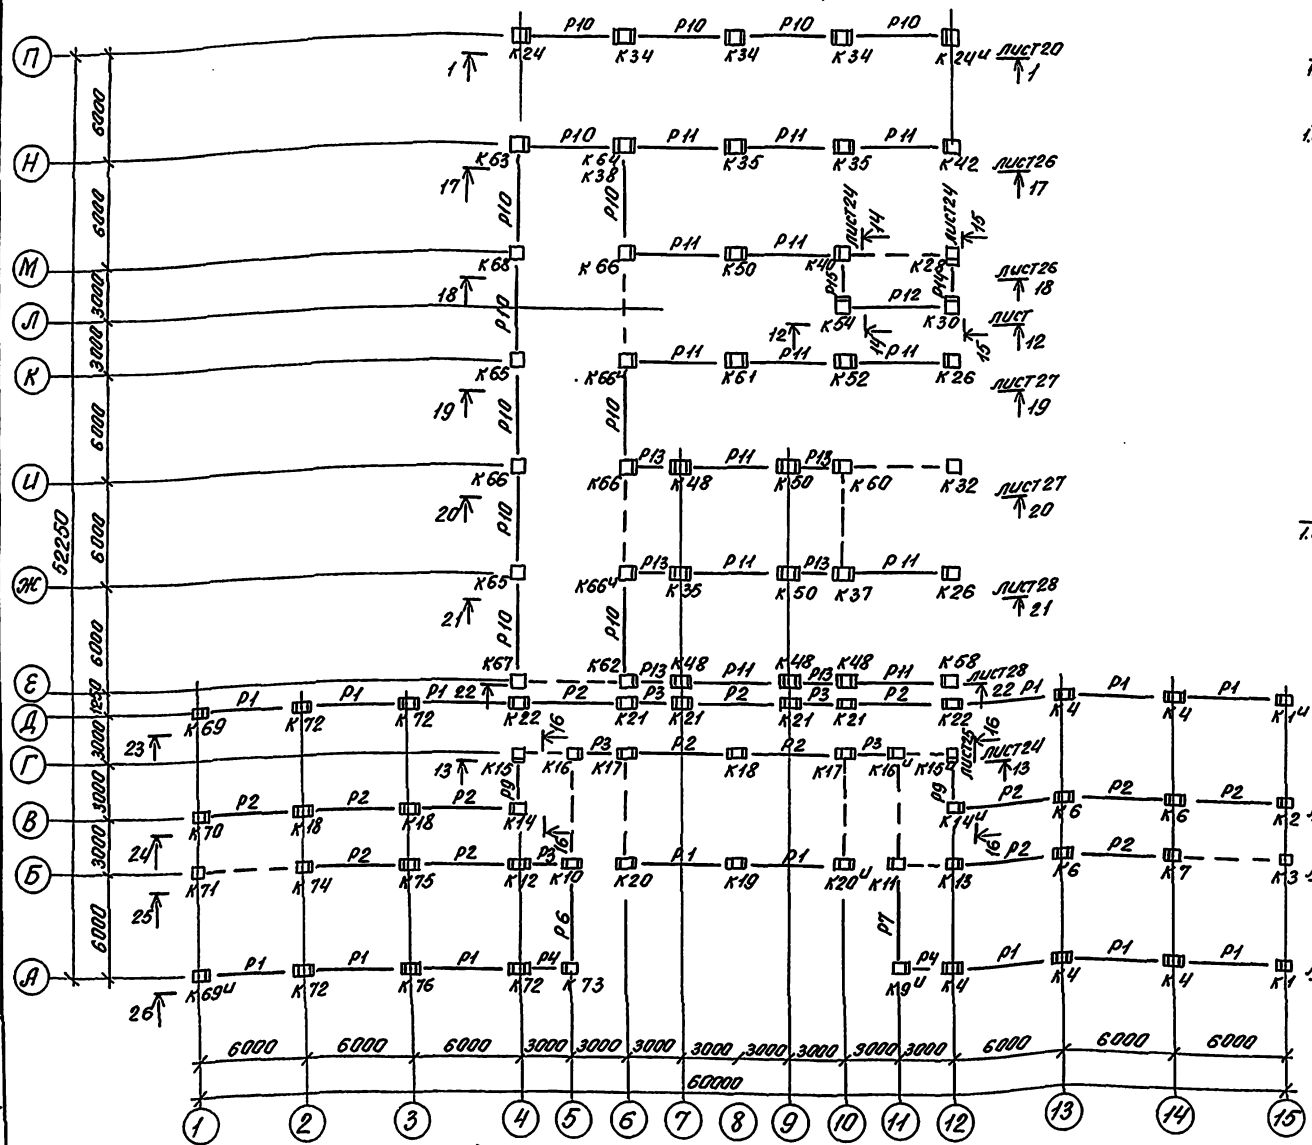 Р10 Р10 Р10 Р10
П К24 К34 К34 К34 К24и ЛИСТ20
1 1
6000
Р10 Р11 Р11 Р11
Н К63 К64 К35 К35 К42 ЛИСТ26
К38
17 17
6000 Р10 Р10 ЛИСТ24 14 ЛИСТ24 15
Р11 Р11
М К68 К66 К50 К40 К28 ЛИСТ26
18 18
3000 Р10 Р15 Р14 Р12
Л К54 К30 ЛИСТ
12 14 15 12
3000 Р11 Р11 Р11
К К65 К66и К61 К52 К26 ЛИСТ27
19 19
6000 Р10 Р10
Р13 Р11 Р13
И К66 К66 К48 К50 К60 К32 ЛИСТ27
20 20
52250 6000 Р10
Р13 Р11 Р13 Р11
Ж К65 К66и К35 К50 К37 К26 ЛИСТ28
21 21
6000 Р10 Р10
Е К67 К62 Р13 К48 Р11 К48 Р13 К48 Р11 К58 ЛИСТ28
1250 22 22
Р1 Р1 Р1 Р2 Р3 Р2 Р3 Р2 Р1 Р1 Р1
Д К69 К72 К72 К22 К21 К21 К21 К21 К22 К4 К4 К1и
23 16 16
3000 Р3 Р2 Р2 Р3 ЛИСТ25 ЛИСТ24
Г 13 К15 К16 К17 К18 К17 К16и К15 13
3000 Р9 Р9
Р2 Р2 Р2 Р2 Р2 Р2
В К70 К18 К18 К14 К14и К6 К6 К2
24 16 16
3000 Р2 Р2 Р3 Р1 Р1 Р2 Р2
Б К71 К74 К75 К12 К10 К20 К19 К20и К11 К13 К6 К7 К3
25
6000 Р6 Р7
Р1 Р1 Р1 Р4 Р4 Р1 Р1 Р1
А К69и К72 К76 К72 К73 К9и К4 К4 К4 К1
26
6000 6000 6000 3000 3000 3000 3000 3000 3000 3000 3000 6000 6000 6000
60000
1 2 3 4 5 6 7 8 9 10 11 12 13 14 15